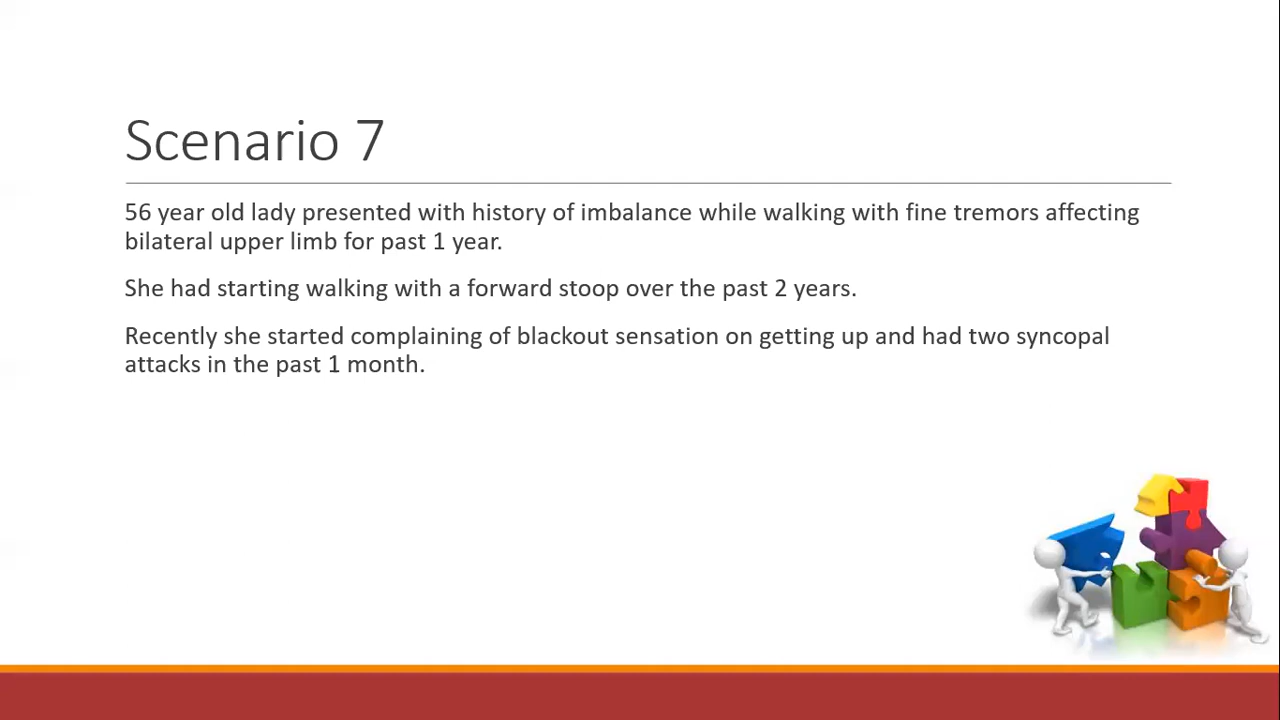 Scenario 7
56 year old lady presented with history of imbalance while walking with fine tremors affecting
bilateral upper limb for past 1 year.
She had starting walking with a forward stoop over the past 2 years.
Recently she started complaining of blackout sensation on getting up and had two syncopal
attacks in the past 1 month.